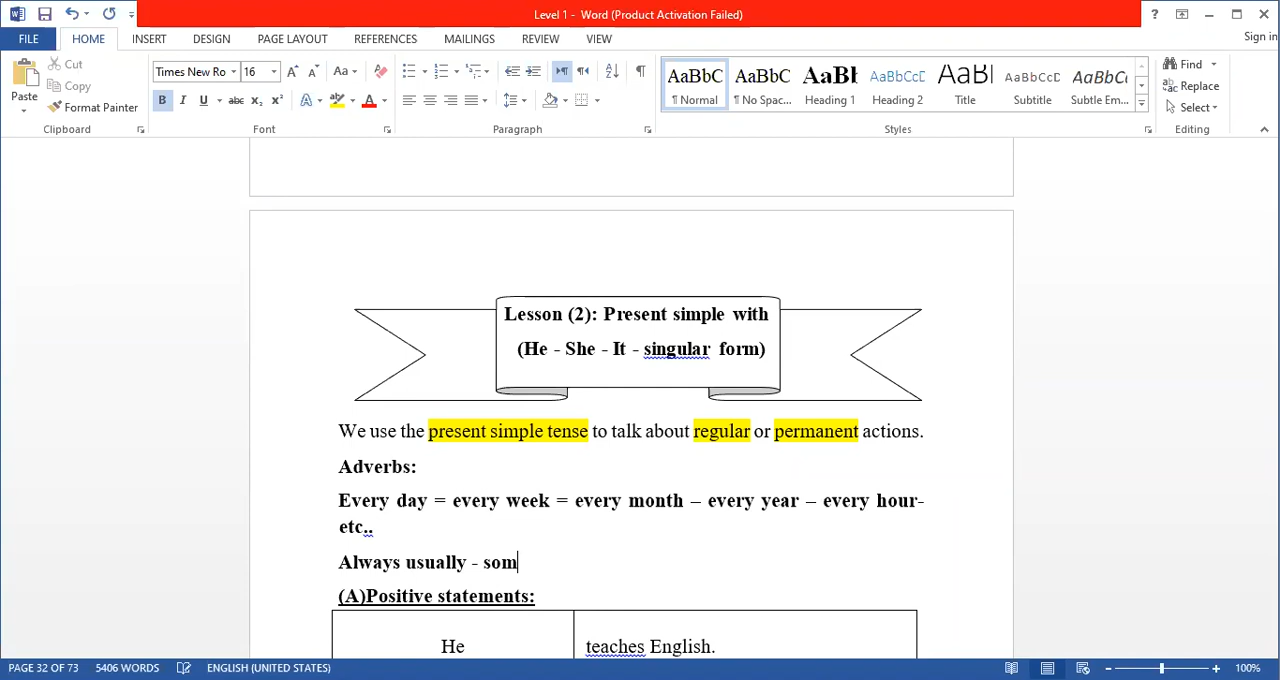 Level 1 - Word (Product Activation Failed)
FILE HOME INSERT DESIGN PAGE LAYOUT REFERENCES MAILINGS REVIEW VIEW
Sign in
Paste
Cut
Copy
Format Painter
Clipboard
Times New Ro 16
Font
Paragraph
AaBbC AaBbC AaBb AaBbCcD AaBb AaBbCcD AaBbCc
¶ Normal ¶ No Spac... Heading 1 Heading 2 Title Subtitle Subtle Em...
Styles
Find
Replace
Select
Editing
Lesson (2): Present simple with
(He - She - It - singular form)
We use the present simple tense to talk about regular or permanent actions.
Adverbs:
Every day = every week = every month – every year – every hour-
etc..
Always usually - som
(A)Positive statements:
He teaches English.
PAGE 32 OF 73 5406 WORDS ENGLISH (UNITED STATES) 100%